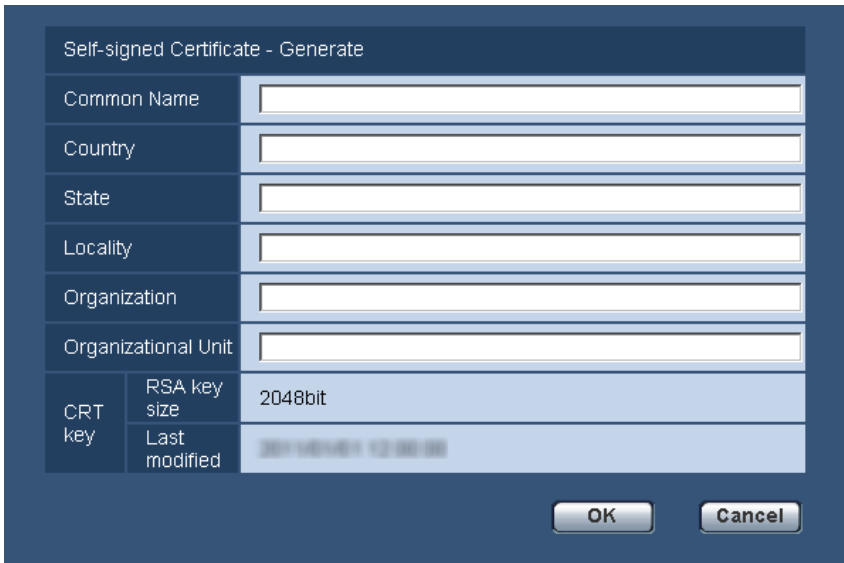 Self-signed Certificate - Generate
Common Name
Country
State
Locality
Organization
Organizational Unit
CRT
key
RSA key
size
2048bit
Last
modified
OK
Cancel